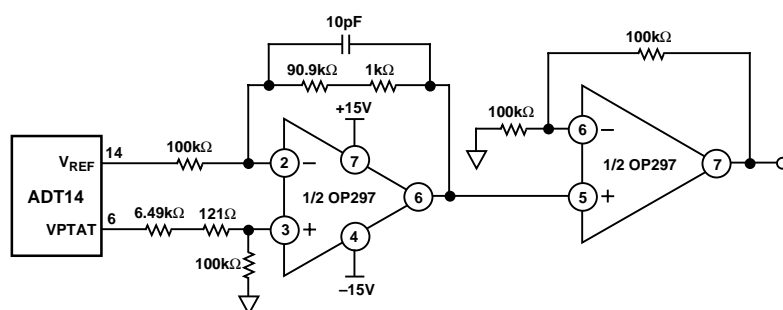 10pF
90.9kΩ 1kΩ
100kΩ
+15V
100kΩ
ADT14
VREF 14
VPTAT 6
100kΩ
6.49kΩ 121Ω
100kΩ
2 −
3 +
7
4
6
1/2 OP297
−15V
6 −
5 +
7
1/2 OP297